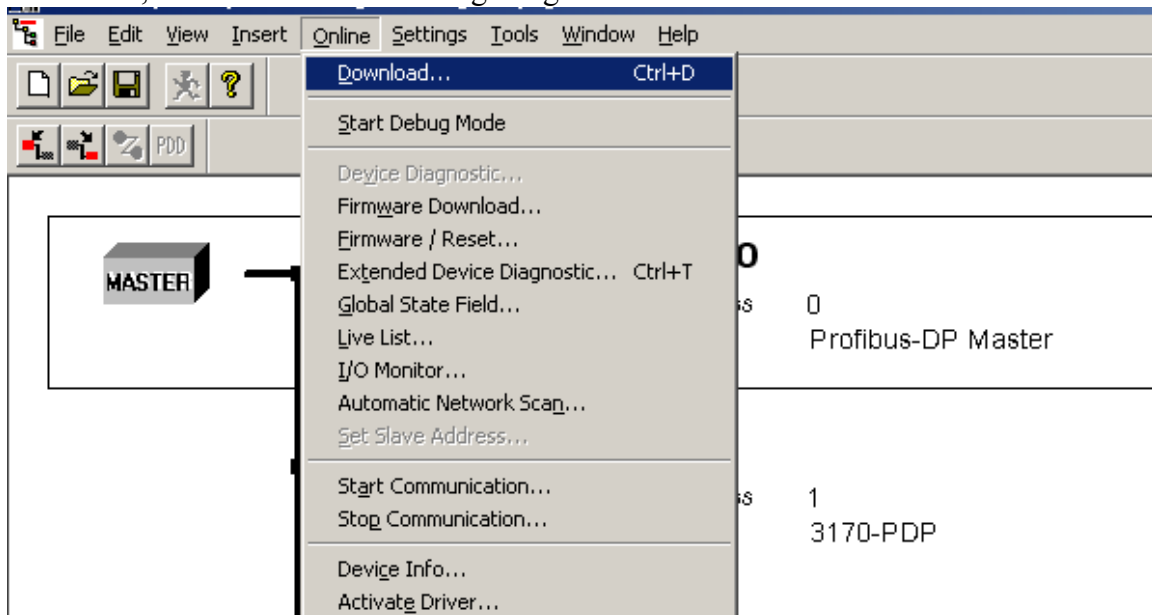 File Edit View Insert Online Settings Tools Window Help
Download... Ctrl+D
Start Debug Mode
PDD
Device Diagnostic...
Firmware Download...
Firmware / Reset...
Extended Device Diagnostic... Ctrl+T
MASTER
Global State Field... 0
Live List... Profibus-DP Master
I/O Monitor...
Automatic Network Scan...
Set Slave Address...
Start Communication... 1
Stop Communication... 3170-PDP
Device Info...
Activate Driver...